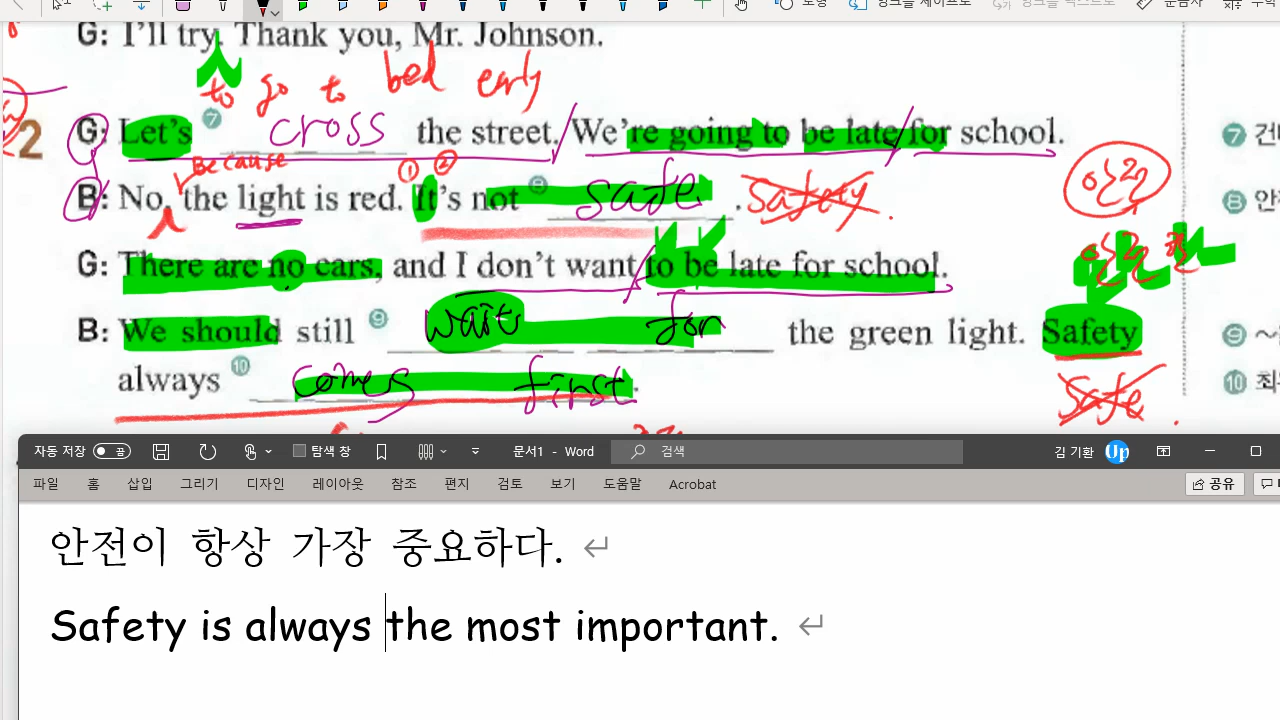 G: I'll try. Thank you, Mr. Johnson.
to go to bed early
2 G: Let's ⑦ cross the street. We're going to be late for school. ⑦ 건
Because ① ② 안전
B: No, the light is red. It's not ⑧ safe. Safety. ⑧ 안
안전한
G: There are no cars, and I don't want to be late for school.
B: We should still ⑨ wait for the green light. Safety ⑨ ~
always ⑩ comes first. Safe. ⑩ 최
자동 저장 끔 탐색 창 문서1 - Word 검색 김 기환 Up
파일 홈 삽입 그리기 디자인 레이아웃 참조 편지 검토 보기 도움말 Acrobat 공유
안전이 항상 가장 중요하다.
Safety is always the most important.